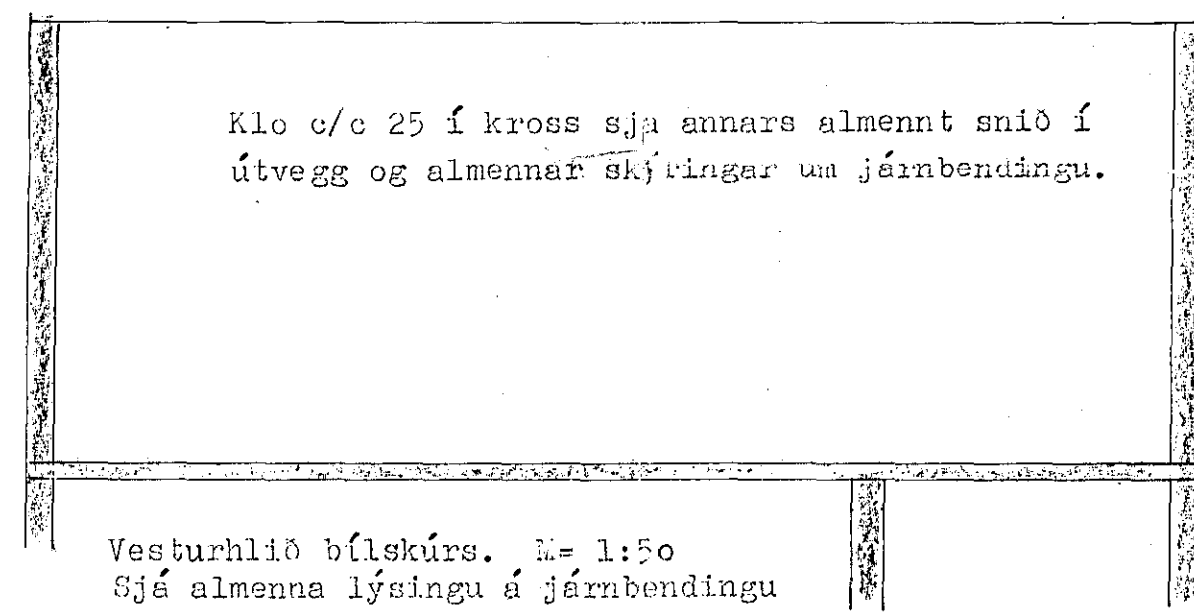 Klo c/c 25 í kross sja annars almennt snið í
útvegg og almennar skýringar um járnbendingu.
Vesturhlið bílskúrs. M= 1:5o
Sjá almenna lýsingu á járnbendingu